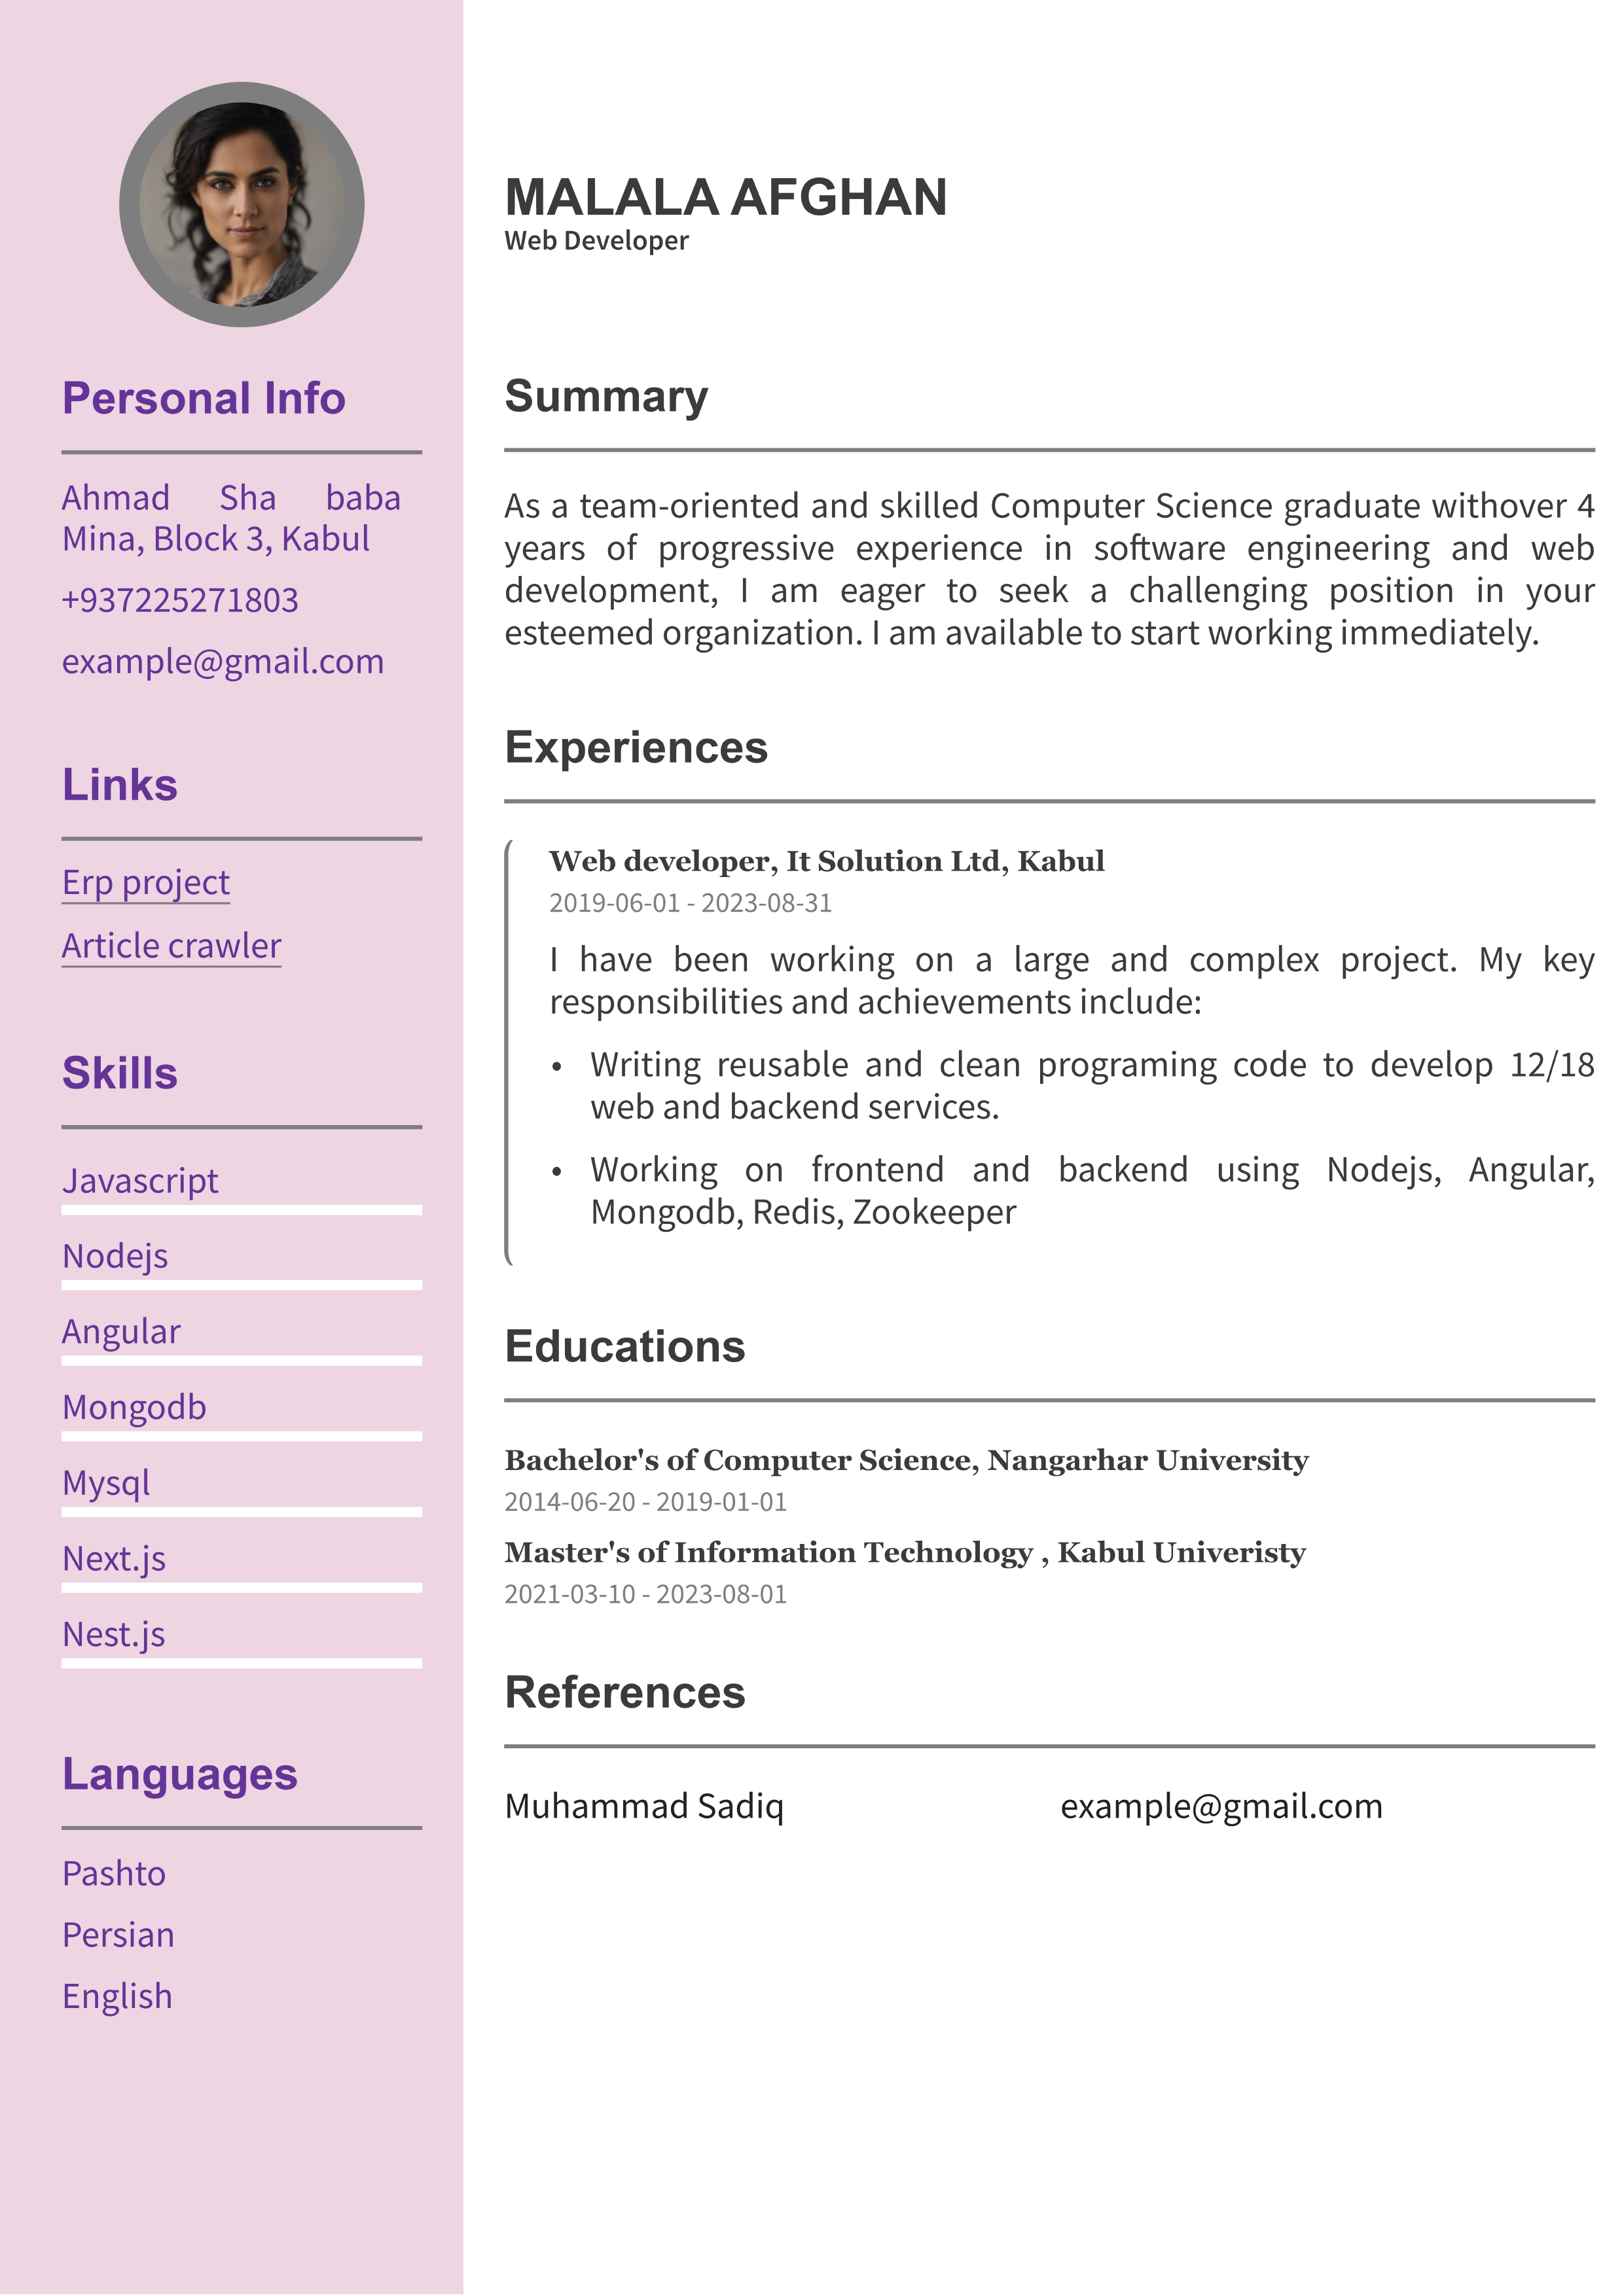 Personal Info
Ahmad Sha baba
Mina, Block 3, Kabul
+937225271803
example@gmail.com
Links
Erp project
Article crawler
Skills
Javascript
Nodejs
Angular
Mongodb
Mysql
Next.js
Nest.js
Languages
Pashto
Persian
English
MALALA AFGHAN
Web Developer
Summary
As a team-oriented and skilled Computer Science graduate withover 4
years of progressive experience in software engineering and web
development, I am eager to seek a challenging position in your
esteemed organization. I am available to start working immediately.
Experiences
Web developer, It Solution Ltd, Kabul
2019-06-01 - 2023-08-31
I have been working on a large and complex project. My key
responsibilities and achievements include:
• Writing reusable and clean programing code to develop 12/18
web and backend services.
• Working on frontend and backend using Nodejs, Angular,
Mongodb, Redis, Zookeeper
Educations
Bachelor's of Computer Science, Nangarhar University
2014-06-20 - 2019-01-01
Master's of Information Technology , Kabul Univeristy
2021-03-10 - 2023-08-01
References
Muhammad Sadiq example@gmail.com